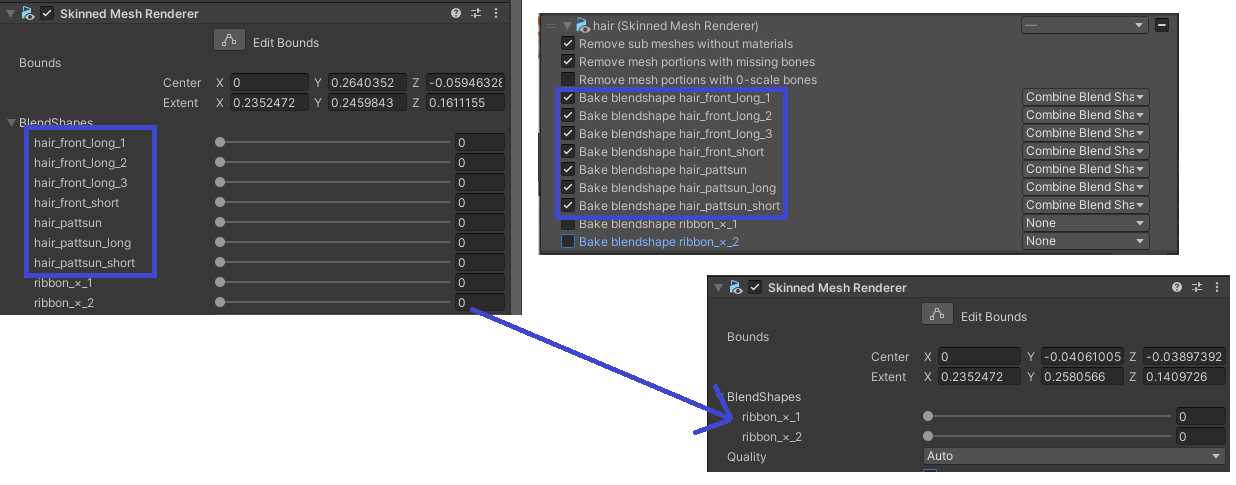 Skinned Mesh Renderer
Edit Bounds
Bounds
Center X 0 Y 0.2640352 Z -0.05946328
Extent X 0.2352472 Y 0.2459843 Z 0.1611155
BlendShapes
hair_front_long_1 0
hair_front_long_2 0
hair_front_long_3 0
hair_front_short 0
hair_pattsun 0
hair_pattsun_long 0
hair_pattsun_short 0
ribbon_×_1 0
ribbon_×_2 0
hair (Skinned Mesh Renderer) —
Remove sub meshes without materials
Remove mesh portions with missing bones
Remove mesh portions with 0-scale bones
Bake blendshape hair_front_long_1 Combine Blend Sha
Bake blendshape hair_front_long_2 Combine Blend Sha
Bake blendshape hair_front_long_3 Combine Blend Sha
Bake blendshape hair_front_short Combine Blend Sha
Bake blendshape hair_pattsun Combine Blend Sha
Bake blendshape hair_pattsun_long Combine Blend Sha
Bake blendshape hair_pattsun_short Combine Blend Sha
Bake blendshape ribbon_×_1 None
Bake blendshape ribbon_×_2 None
Skinned Mesh Renderer
Edit Bounds
Bounds
Center X 0 Y -0.04061005 Z -0.03897392
Extent X 0.2352472 Y 0.2580566 Z 0.1409726
BlendShapes
ribbon_×_1 0
ribbon_×_2 0
Quality Auto